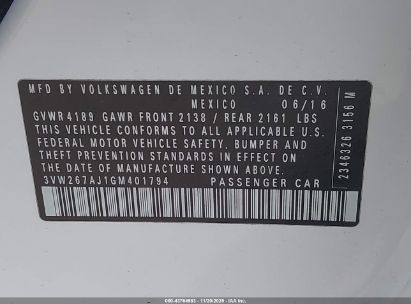 MFD BY VOLKSWAGEN DE MEXICO S.A. DE C.V.
MEXICO 06/16
GVWR 4189 GAWR FRONT 2138 / REAR 2161 LBS
THIS VEHICLE CONFORMS TO ALL APPLICABLE U.S.
FEDERAL MOTOR VEHICLE SAFETY, BUMPER AND
THEFT PREVENTION STANDARDS IN EFFECT ON
THE DATE OF MANUFACTURE SHOWN ABOVE.
3VW267AJ1GM401794 PASSENGER CAR
2346326 3156 M